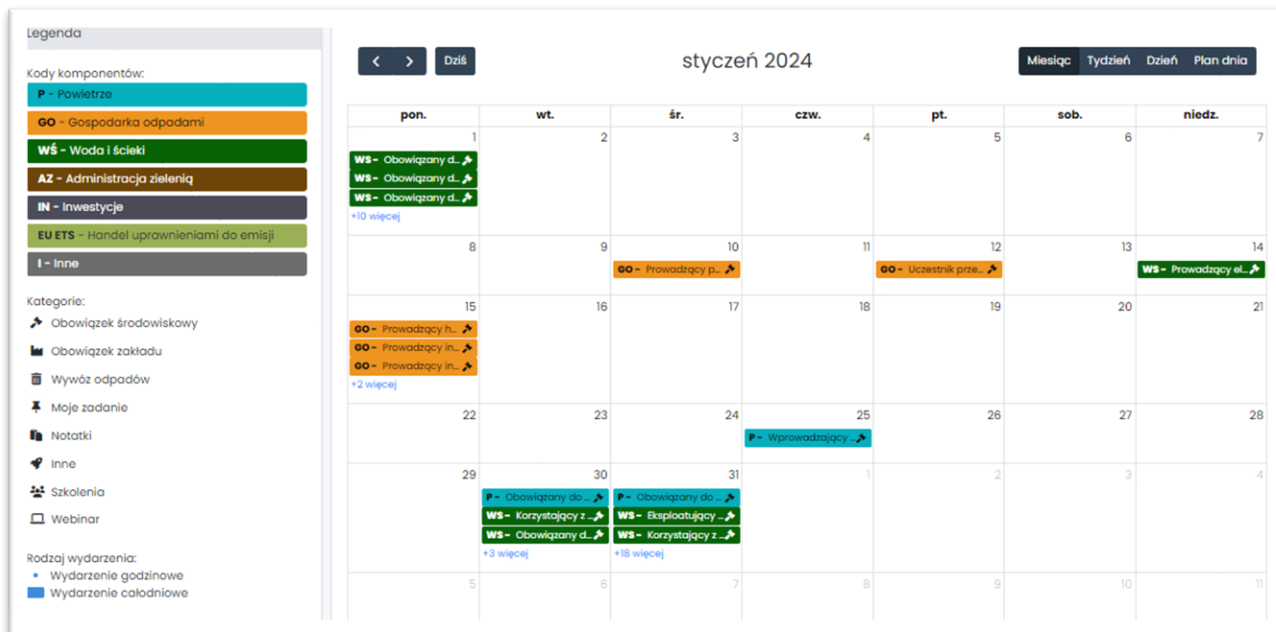 Legenda
Kody komponentów:
P - Powietrze
GO - Gospodarka odpadami
WŚ - Woda i ścieki
AZ - Administracja zielenią
IN - Inwestycje
EU ETS - Handel uprawnieniami do emisji
I - Inne
Kategorie:
Obowiązek środowiskowy
Obowiązek zakładu
Wywóz odpadów
Moje zadanie
Notatki
Inne
Szkolenia
Webinar
Rodzaj wydarzenia:
Wydarzenie godzinowe
Wydarzenie całodniowe
Dziś
styczeń 2024
Miesiąc Tydzień Dzień Plan dnia
pon. wt. śr. czw. pt. sob. niedz.
1 2 3 4 5 6 7
WS - Obowiązany d...
WS - Obowiązany d...
WS - Obowiązany d...
+10 więcej
8 9 10 11 12 13 14
GO - Prowadzący p... GO - Uczestnik prze... WS - Prowadzący el...
15 16 17 18 19 20 21
GO - Prowadzący h...
GO - Prowadzący in...
GO - Prowadzący in...
+2 więcej
22 23 24 25 26 27 28
P - Wprowadzający ...
29 30 31 1 2 3 4
P - Obowiązany do ... P - Obowiązany do ...
WS - Korzystający z ... WS - Eksploatujący ...
WS - Obowiązany d... WS - Korzystający z ...
+3 więcej +18 więcej
5 6 7 8 9 10 11